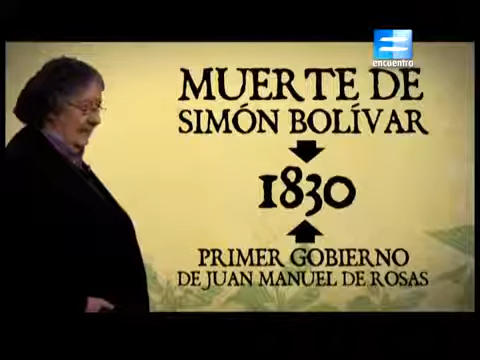 encuentro
MUERTE DE
SIMÓN BOLÍVAR
1830
PRIMER GOBIERNO
DE JUAN MANUEL DE ROSAS